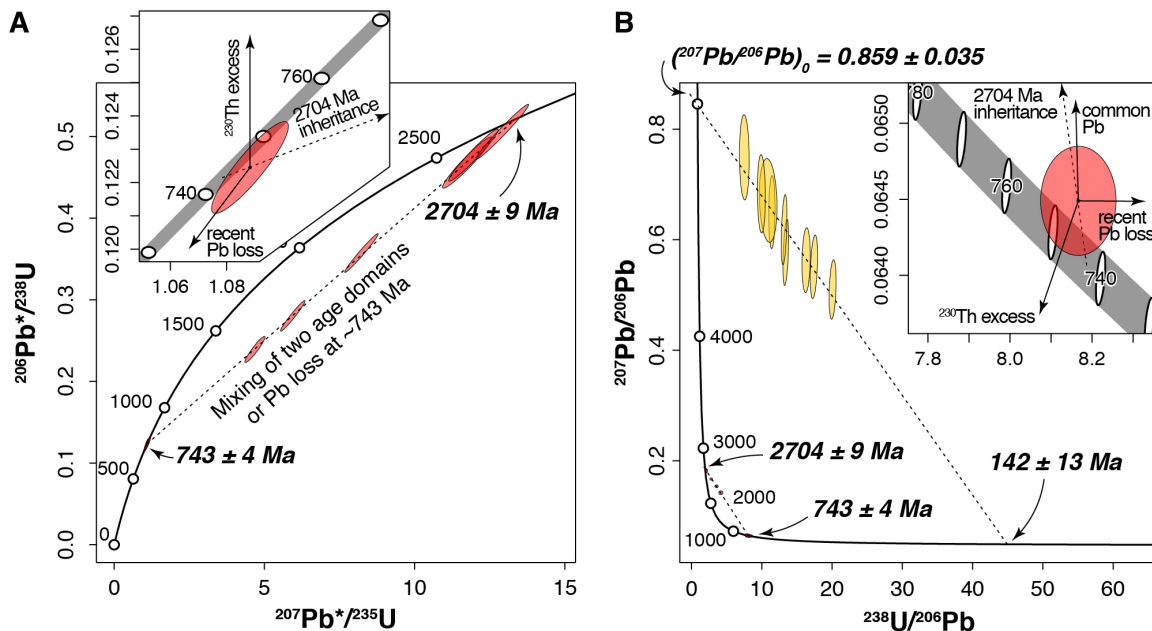 A
0.126
0.124
0.122
0.120
1.06
1.08
760
740
²³⁰Th excess
2704 Ma
inheritance
recent
Pb loss
2500
2704 ± 9 Ma
1500
1000
500
0
Mixing of two age domains
or Pb loss at ~743 Ma
743 ± 4 Ma
0.5
0.4
0.3
0.2
0.1
0.0
²⁰⁶Pb*/²³⁸U
0
5
10
15
²⁰⁷Pb*/²³⁵U
B
(²⁰⁷Pb/²⁰⁶Pb)₀ = 0.859 ± 0.035
0.8
0.6
0.4
0.2
²⁰⁷Pb/²⁰⁶Pb
4000
3000
2000
1000
2704 ± 9 Ma
743 ± 4 Ma
142 ± 13 Ma
0
10
20
30
40
50
60
²³⁸U/²⁰⁶Pb
0.0650
0.0645
0.0640
80
760
740
2704 Ma
inheritance
common
Pb
recent
Pb loss
²³⁰Th excess
7.8
8.0
8.2